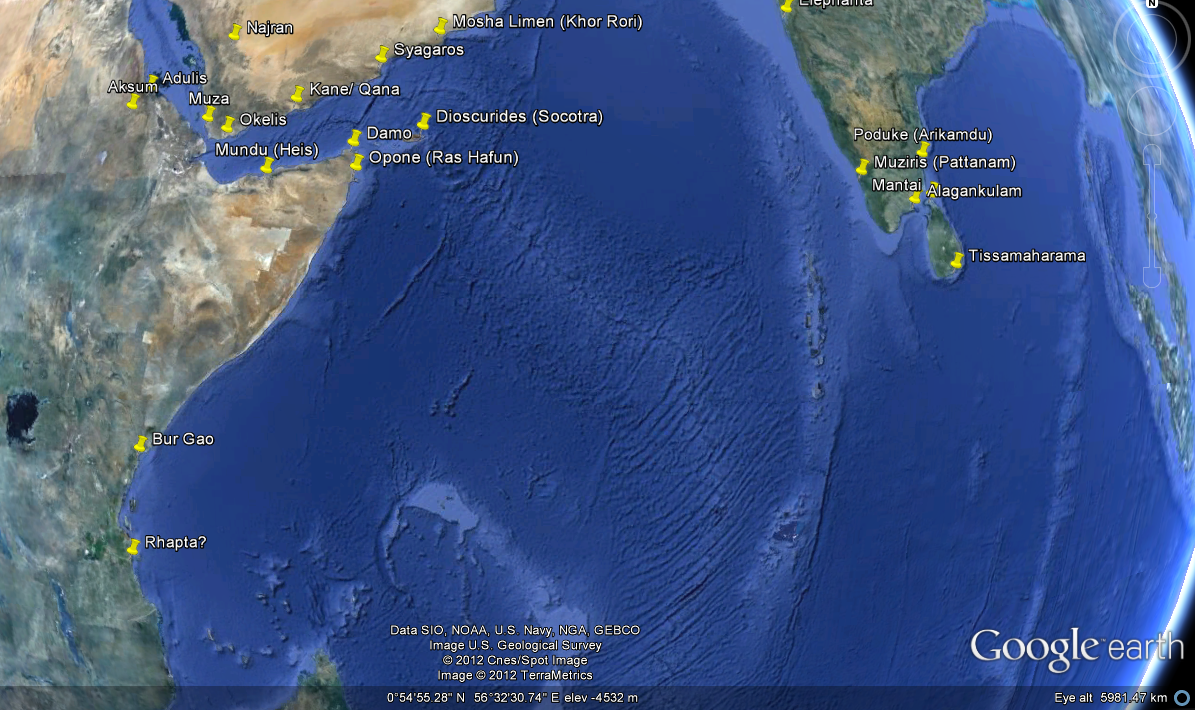 Elephanta
N
Najran
Mosha Limen (Khor Rori)
Syagaros
Adulis
Aksum
Kane/ Qana
Muza
Okelis
Dioscurides (Socotra)
Damo
Poduke (Arikamdu)
Mundu (Heis)
Opone (Ras Hafun)
Muziris (Pattanam)
Mantai
Alagankulam
Tissamaharama
Bur Gao
Rhapta?
Data SIO, NOAA, U.S. Navy, NGA, GEBCO
Image U.S. Geological Survey
© 2012 Cnes/Spot Image
Image © 2012 TerraMetrics
Google earth
0°54'55.28" N 56°32'30.74" E elev -4532 m
Eye alt 5981.47 km